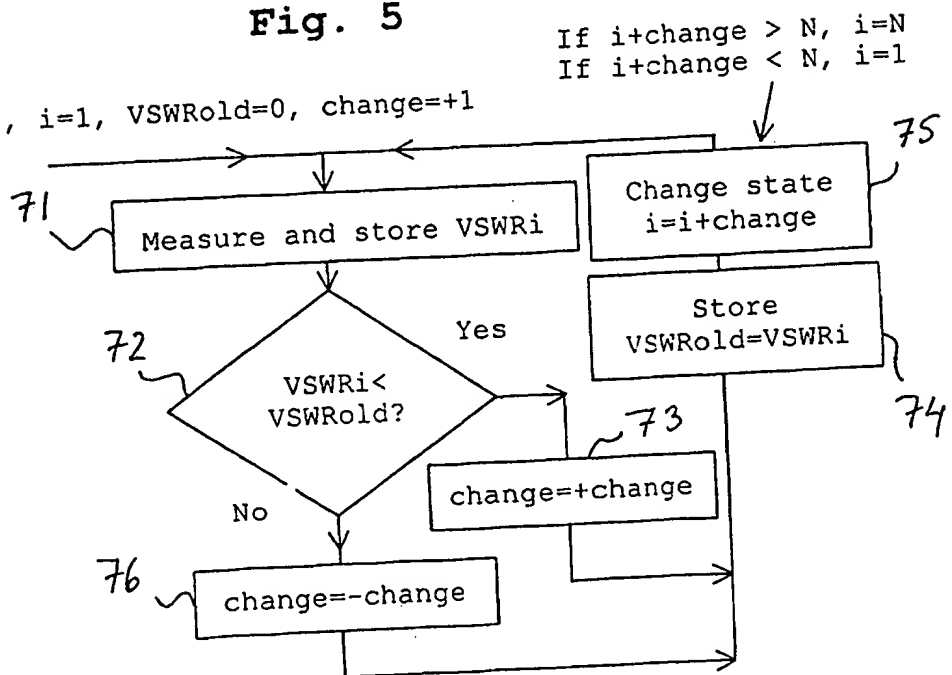 Fig. 5
If i+change > N, i=N
If i+change < N, i=1
, i=1, VSWRold=0, change=+1
75
71
Change state
i=i+change
Measure and store VSWRi
72
Yes
Store
VSWRold=VSWRi
VSWRi<
VSWRold?
74
73
change=+change
No
76
change=-change